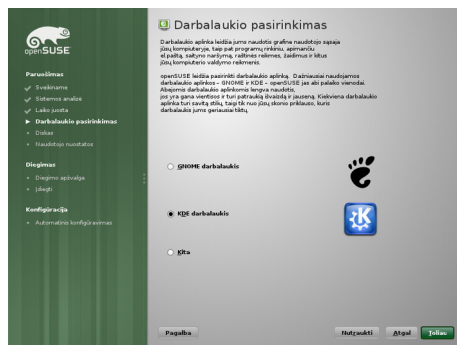 openSUSE
Paruošimas
Sveikiname
Sistemos analizė
Laiko juosta
Darbalaukio pasirinkimas
Diskas
Naudotojo nuostatos
Diegimas
Diegimo apžvalga
Įdiegti
Konfigūracija
Automatinis konfigūravimas
Darbalaukio pasirinkimas
Darbalaukio aplinka leidžia jums naudotis grafine naudotojo sąsaja
jūsų kompiuteryje, taip pat programų rinkiniu, apimančiu
el.paštą, saityno naršymą, raštinės reikmes, žaidimus ir kitus
jūsų kompiuterio valdymo reikmenis.
openSUSE leidžia pasirinkti darbalaukio aplinką. Dažniausiai naudojamos
darbalaukio aplinkos - GNOME ir KDE - openSUSE jas abi palaiko vienodai.
Abejomis darbalaukio aplinkomis lengva naudotis,
jos yra gana vientisos ir turi patrauklią išvaizdą ir jauseną. Kiekviena darbalaukio
aplinka turi savitą stilių, taigi tik nuo jūsų skonio priklauso, kuris
darbalaukis jums geriausiai tiktų.
GNOME darbalaukis
KDE darbalaukis
Kita
Pagalba
Nutraukti
Atgal
Toliau